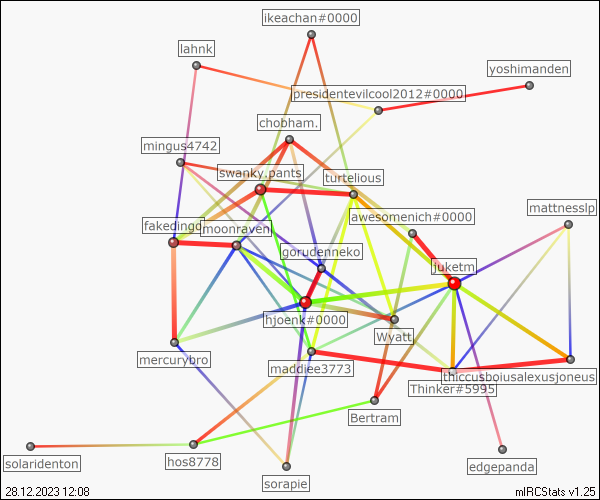 ikeachan#0000
lahnk
yoshimanden
presidentevilcool2012#0000
chobham.
mingus4742
swanky.pants
turtelious
mattnesslp
awesomenich#0000
fakedingo
moonraven
gorudenneko
juketm
hjoenk#0000
Wyatt
mercurybro
maddiee3773
thiccusboiusalexusjoneus
Thinker#5995
Bertram
solaridenton
hos8778
edgepanda
sorapie
28.12.2023 12:08
mIRCStats v1.25